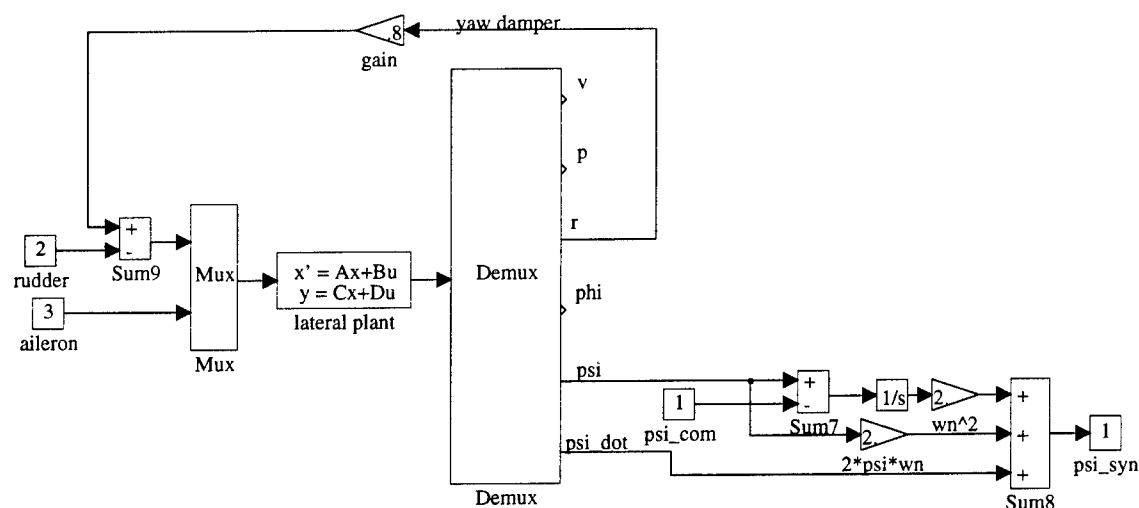 yaw damper
.8
gain
v
p
r
+
-
2
rudder
Sum9
3
aileron
Mux
Mux
x' = Ax+Bu
y = Cx+Du
lateral plant
Demux
Demux
phi
psi
psi_dot
1
psi_com
+
-
Sum7
1/s
2.
2.
wn^2
2*psi*wn
+
+
+
Sum8
1
psi_syn